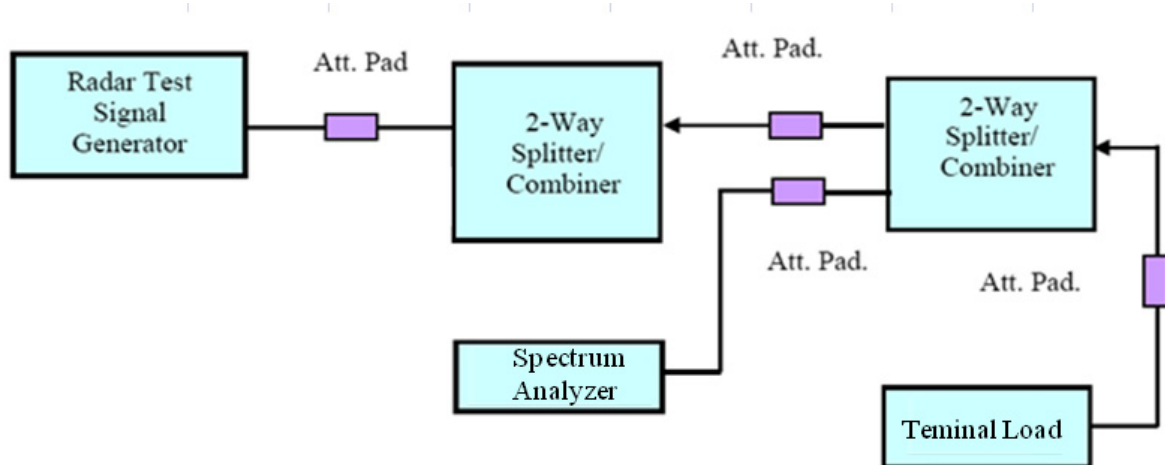 Radar Test
Signal
Generator
Att. Pad
2-Way
Splitter/
Combiner
Att. Pad.
2-Way
Splitter/
Combiner
Att. Pad.
Att. Pad.
Spectrum
Analyzer
Teminal Load